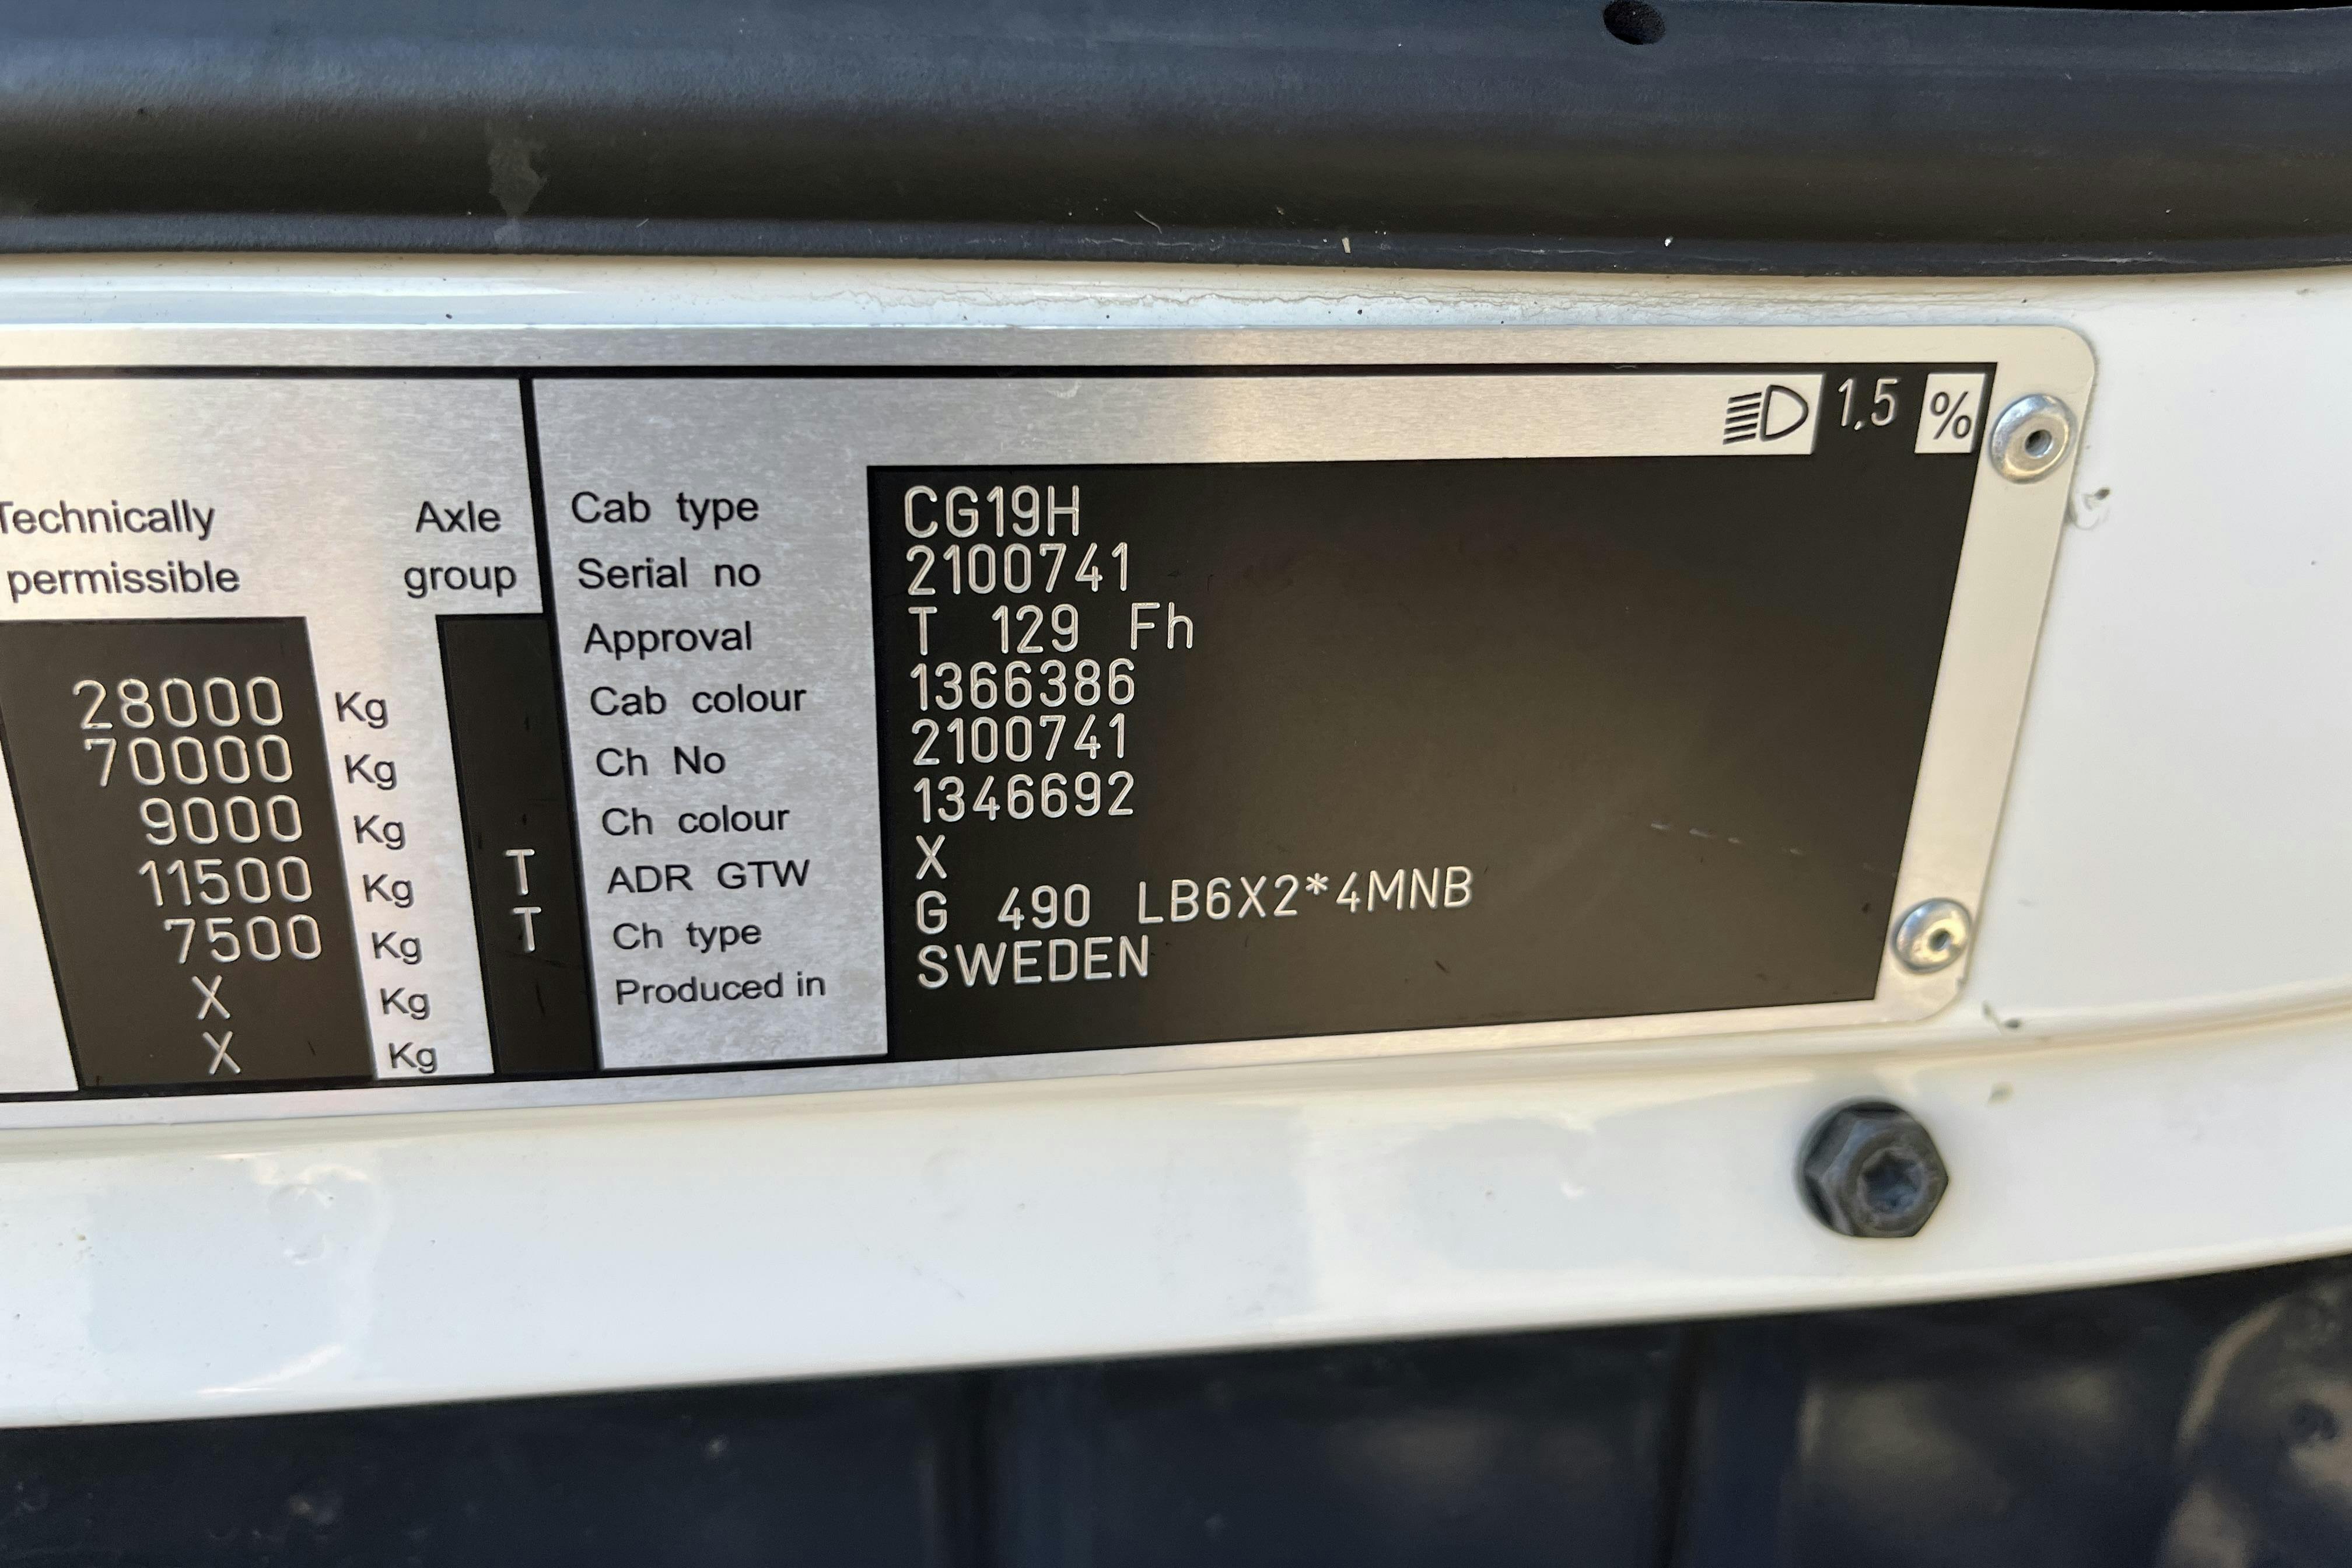 1,5 %
Technically permissible
Axle group
28000 Kg
70000 Kg
9000 Kg
11500 Kg T
7500 Kg T
X Kg
X Kg
Cab type CG19H
Serial no 2100741
Approval T 129 Fh
Cab colour 1366386
Ch No 2100741
Ch colour 1346692
ADR GTW X
Ch type G 490 LB6X2*4MNB
Produced in SWEDEN